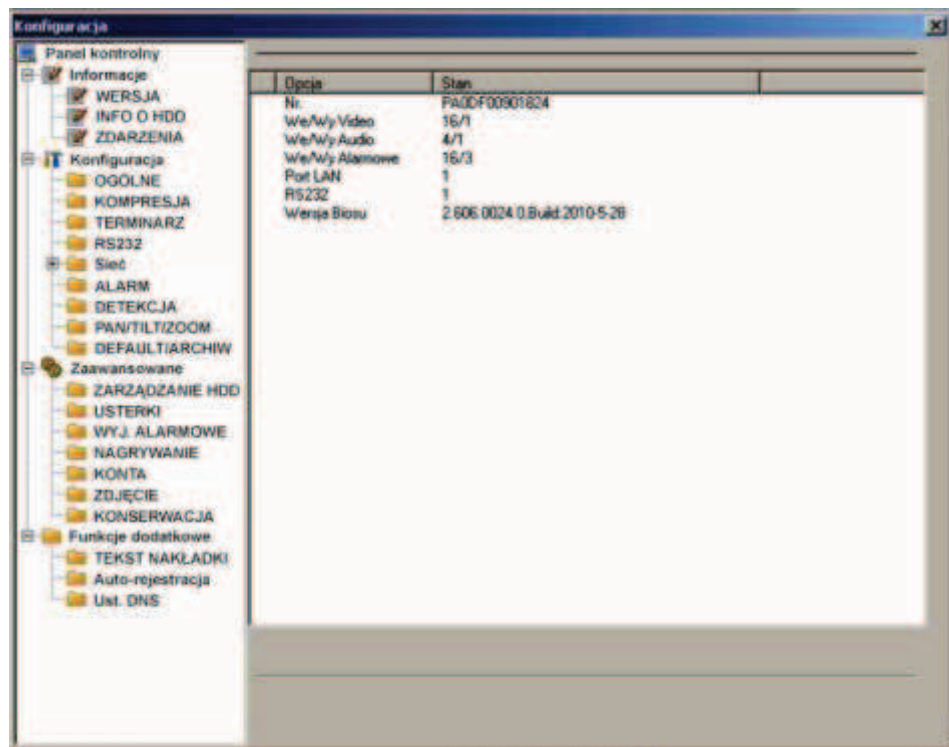 Konfiguracja
Panel kontrolny
Informacje
WERSJA
INFO O HDD
ZDARZENIA
Konfiguracja
OGÓLNE
KOMPRESJA
TERMINARZ
RS232
Sieć
ALARM
DETEKCJA
PAN/TILT/ZOOM
DEFAULT/ARCHIW
Zaawansowane
ZARZĄDZANIE HDD
USTERKI
WYJ. ALARMOWE
NAGRYWANIE
KONTA
ZDJĘCIE
KONSERWACJA
Funkcje dodatkowe
TEKST NAKŁADKI
Auto-rejestracja
Ust. DNS
Opcja Stan
Nr. PA0DF00901824
We/Wy Video 16/1
We/Wy Audio 4/1
We/Wy Alarmowe 16/3
Port LAN 1
RS232 1
Wersja Biosu 2.606.0024.0.Build:2010-5-28